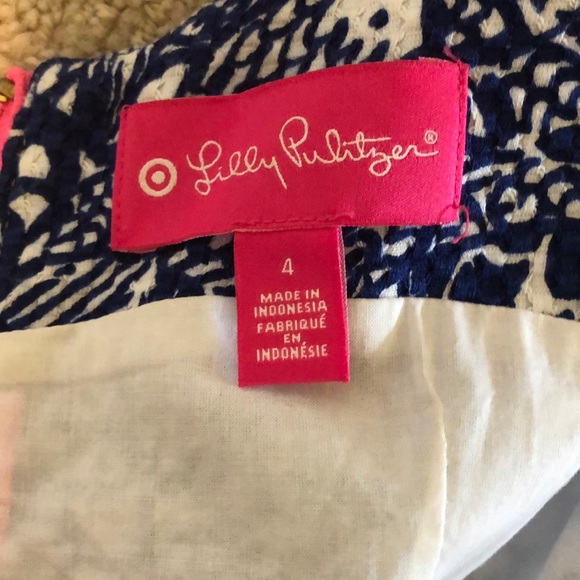 Lilly Pulitzer®
4
MADE IN
INDONESIA
FABRIQUÉ
EN
INDONÉSIE